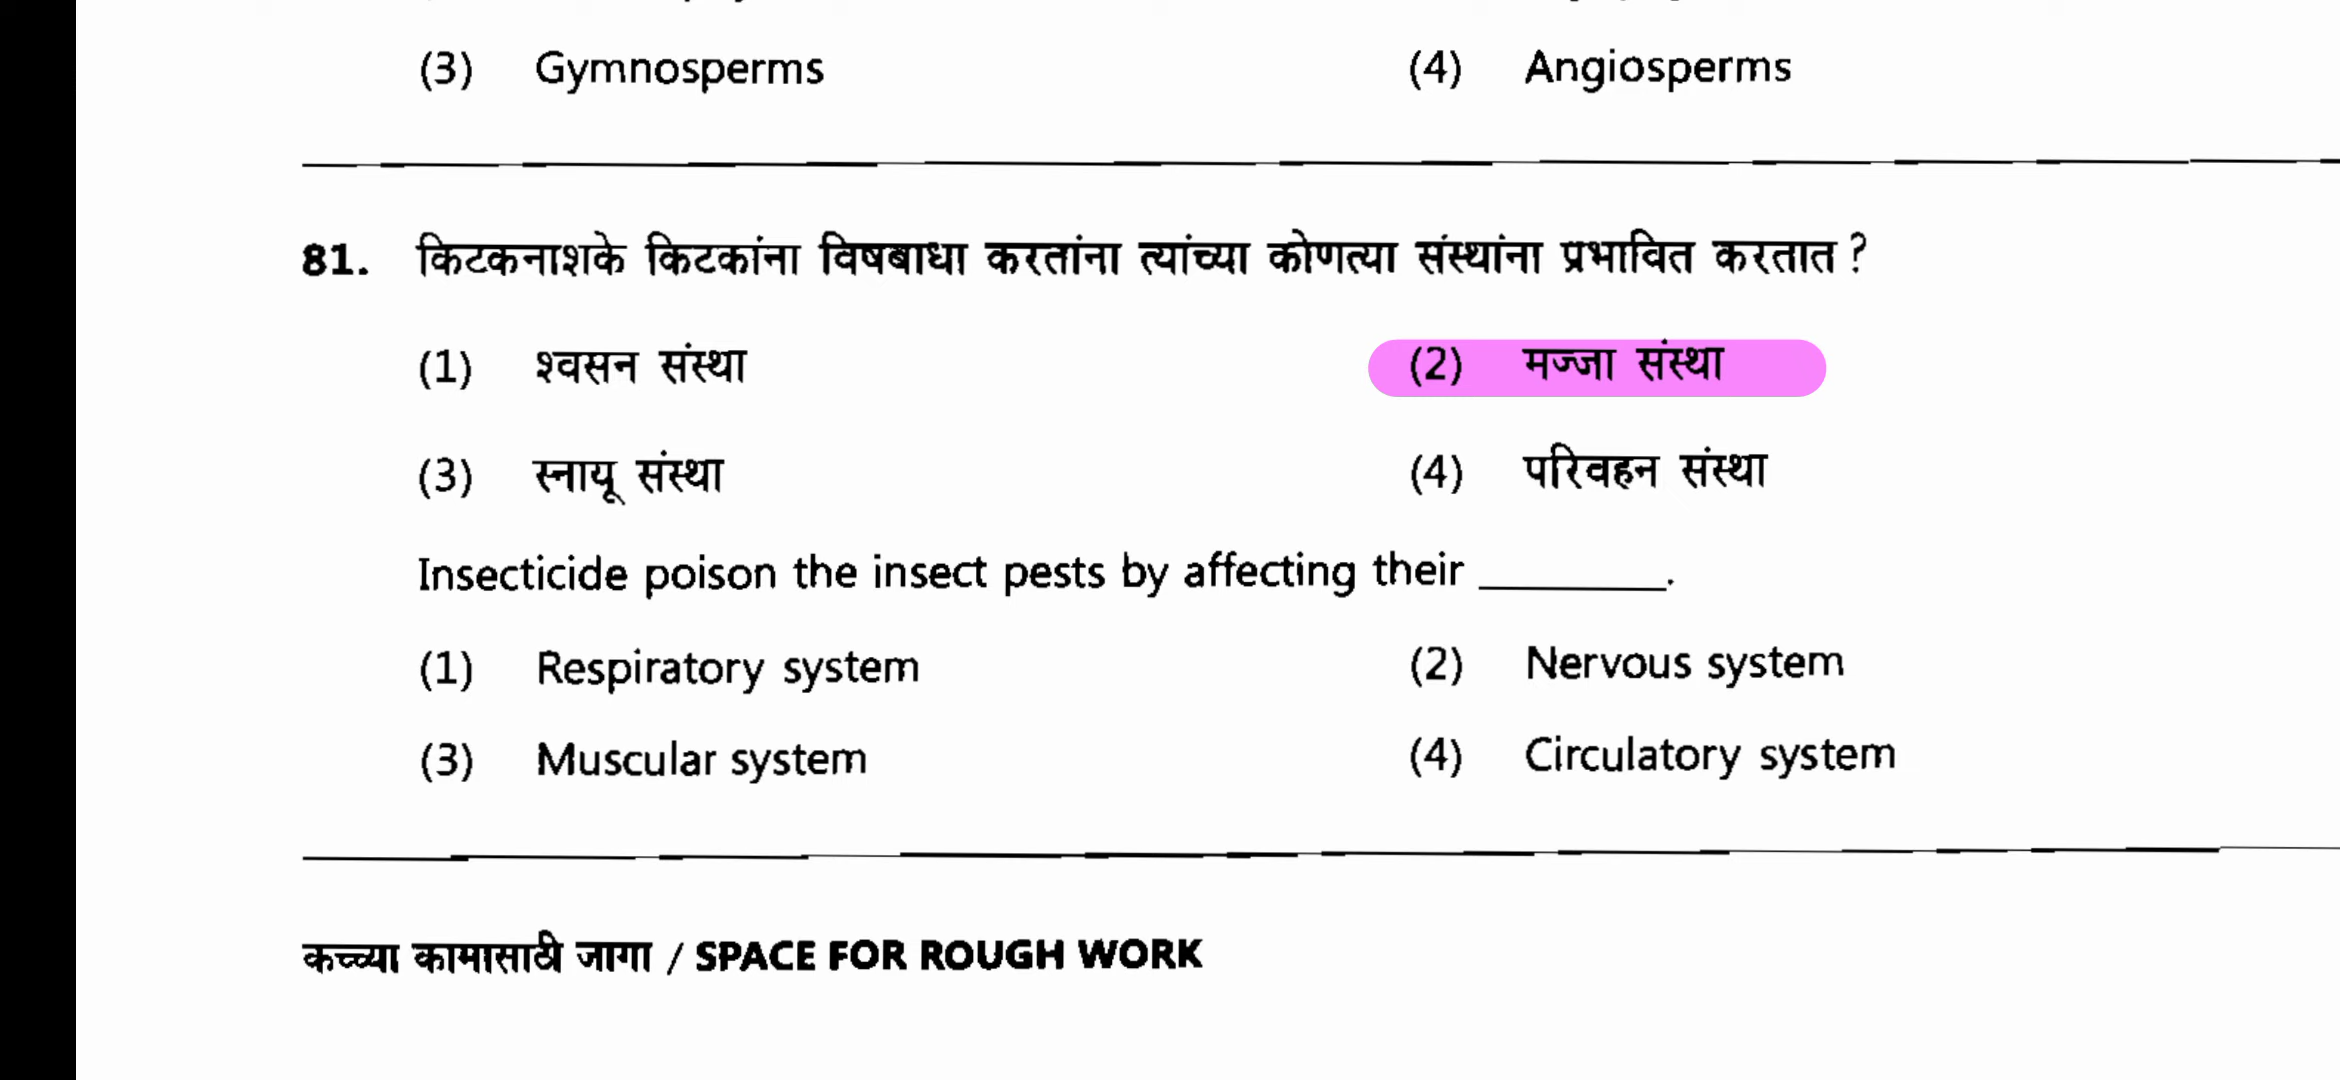 (3) Gymnosperms (4) Angiosperms
81. किटकनाशके किटकांना विषबाधा करतांना त्यांच्या कोणत्या संस्थांना प्रभावित करतात ?
(1) श्वसन संस्था (2) मज्जा संस्था
(3) स्नायू संस्था (4) परिवहन संस्था
Insecticide poison the insect pests by affecting their ________.
(1) Respiratory system (2) Nervous system
(3) Muscular system (4) Circulatory system
कच्च्या कामासाठी जागा / SPACE FOR ROUGH WORK